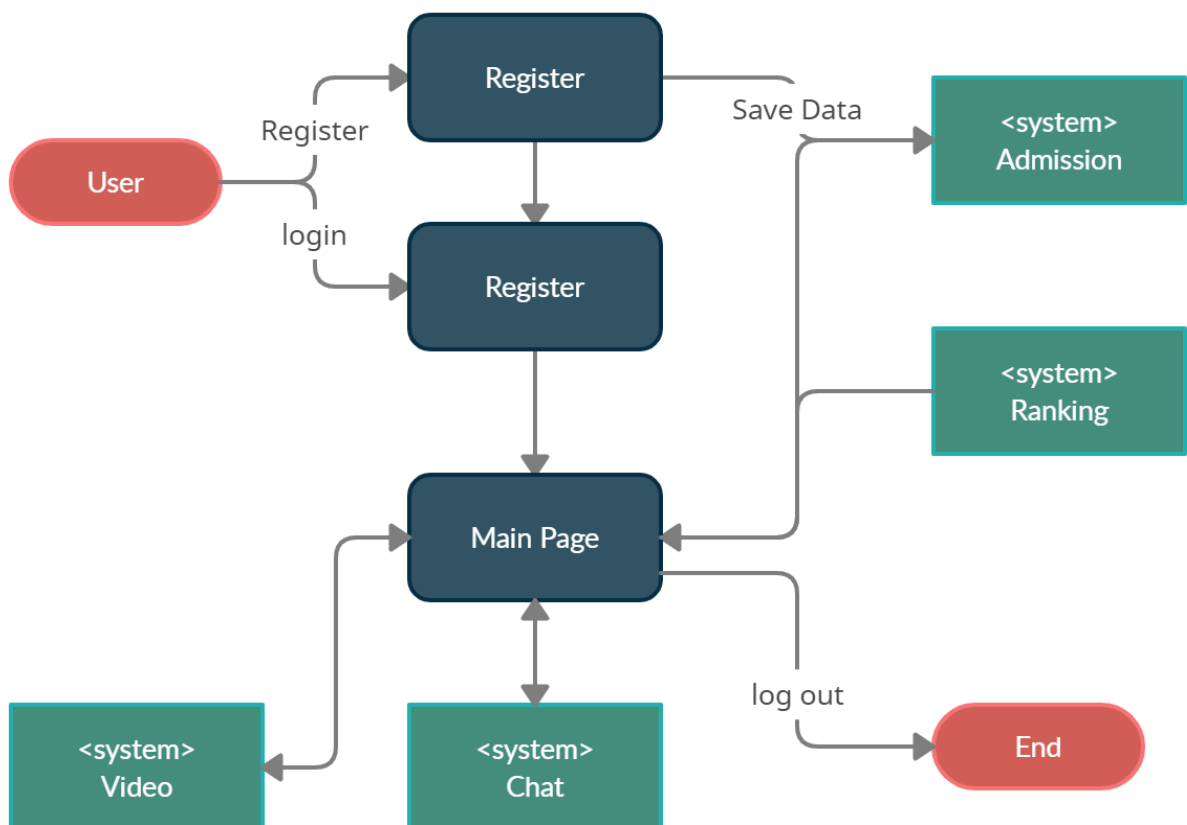 Register
Save Data
<system>
Admission
Register
User
login
Register
<system>
Ranking
Main Page
log out
<system>
Video
<system>
Chat
End